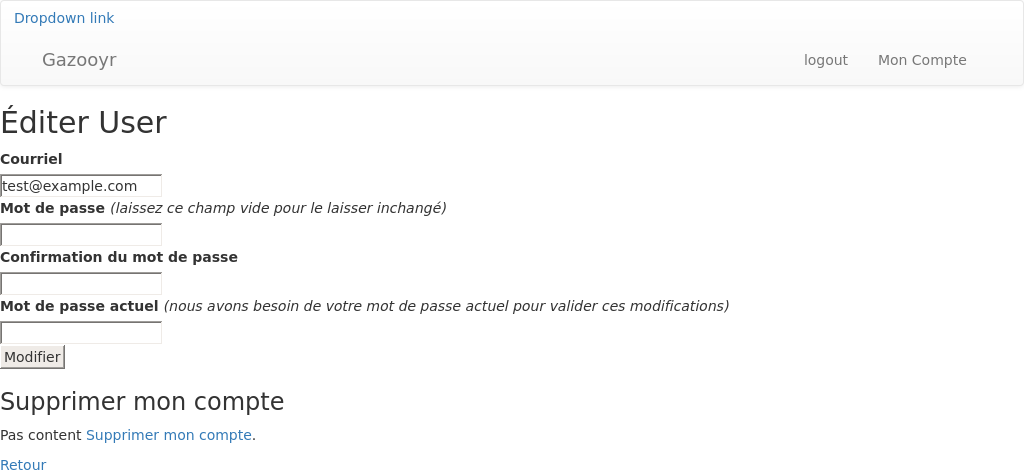 Dropdown link
Gazooyr logout Mon Compte
Éditer User
Courriel
test@example.com
Mot de passe (laissez ce champ vide pour le laisser inchangé)
Confirmation du mot de passe
Mot de passe actuel (nous avons besoin de votre mot de passe actuel pour valider ces modifications)
Modifier
Supprimer mon compte
Pas content Supprimer mon compte.
Retour